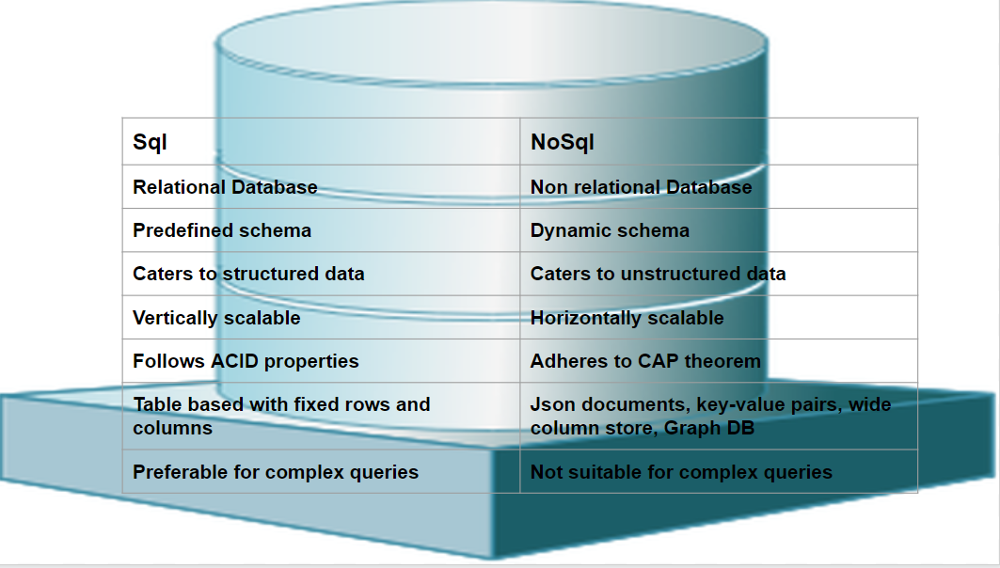 Sql
NoSql
Relational Database
Non relational Database
Predefined schema
Dynamic schema
Caters to structured data
Caters to unstructured data
Vertically scalable
Horizontally scalable
Follows ACID properties
Adheres to CAP theorem
Table based with fixed rows and
columns
Json documents, key-value pairs, wide
column store, Graph DB
Preferable for complex queries
Not suitable for complex queries